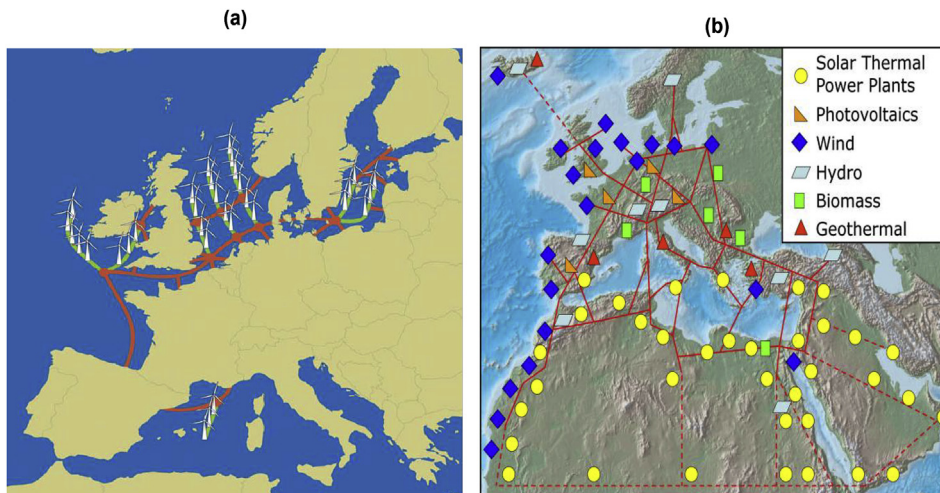 (a)
(b)
Solar Thermal
Power Plants
Photovoltaics
Wind
Hydro
Biomass
Geothermal